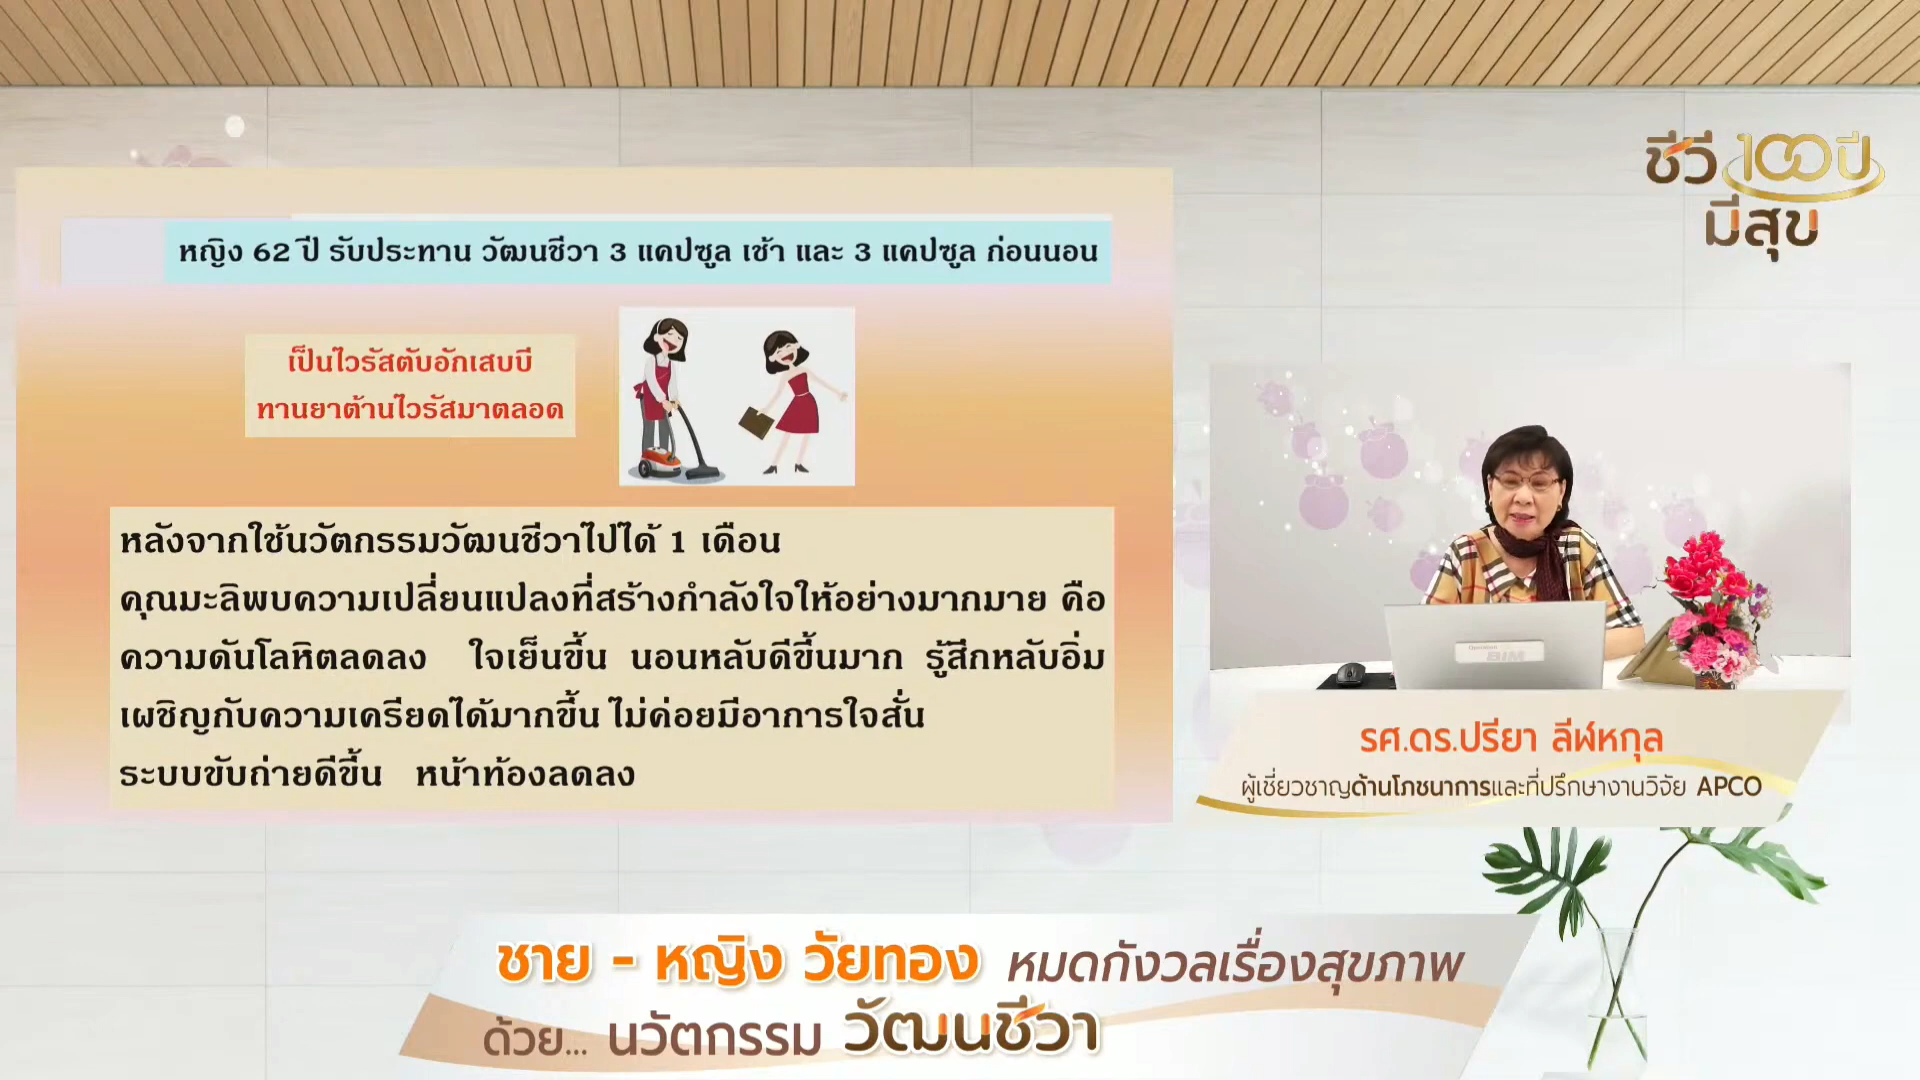 ชีวี 100 ปี
มีสุข
หญิง 62 ปี รับประทาน วัฒนชีวา 3 แคปซูล เช้า และ 3 แคปซูล ก่อนนอน
เป็นไวรัสตับอักเสบบี
ทานยาต้านไวรัสมาตลอด
หลังจากใช้นวัตกรรมวัฒนชีวาไปได้ 1 เดือน
คุณมะลิพบความเปลี่ยนแปลงที่สร้างกำลังใจให้อย่างมากมาย คือ
ความดันโลหิตลดลง ใจเย็นขึ้น นอนหลับดีขึ้นมาก รู้สึกหลับอิ่ม
เผชิญกับความเครียดได้มากขึ้น ไม่ค่อยมีอาการใจสั่น
ระบบขับถ่ายดีขึ้น หน้าท้องลดลง
BIM
รศ.ดร.ปรียา ลีฬหกุล
ผู้เชี่ยวชาญด้านโภชนาการและที่ปรึกษางานวิจัย APCO
ชาย - หญิง วัยทอง หมดกังวลเรื่องสุขภาพ
ด้วย... นวัตกรรม วัฒนชีวา